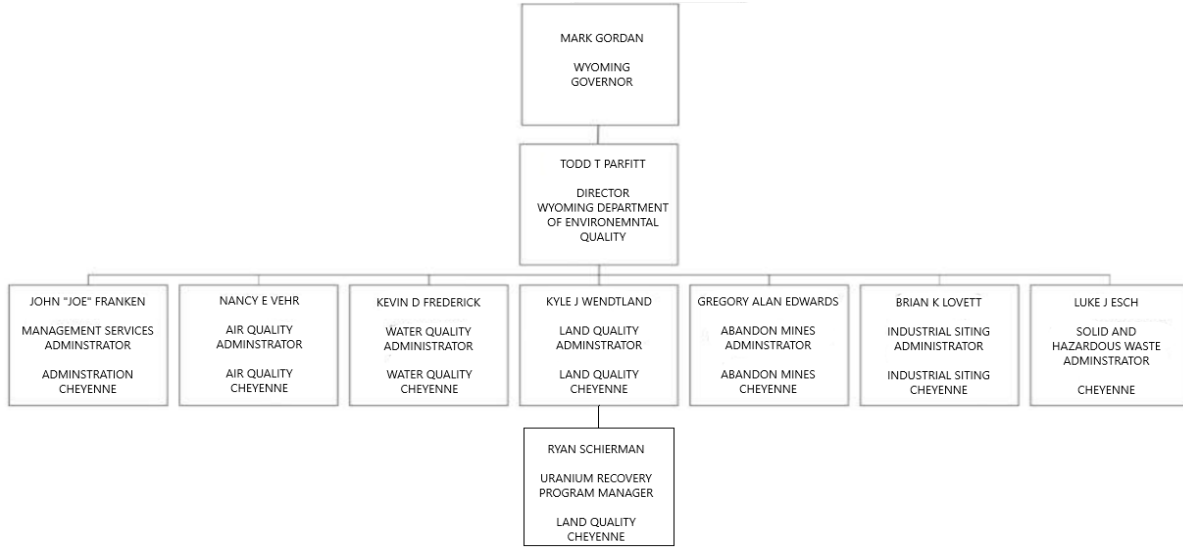 MARK GORDAN
WYOMING
GOVERNOR
TODD T PARFITT
DIRECTOR
WYOMING DEPARTMENT
OF ENVIRONEMNTAL
QUALITY
JOHN "JOE" FRANKEN
MANAGEMENT SERVICES
ADMINSTRATOR
ADMINSTRATION
CHEYENNE
NANCY E VEHR
AIR QUALITY
ADMINSTRATOR
AIR QUALITY
CHEYENNE
KEVIN D FREDERICK
WATER QUALITY
ADMINISTRATOR
WATER QUALITY
CHEYENNE
KYLE J WENDTLAND
LAND QUALITY
ADMINSTRATOR
LAND QUALITY
CHEYENNE
GREGORY ALAN EDWARDS
ABANDON MINES
ADMINISTRATOR
ABANDON MINES
CHEYENNE
BRIAN K LOVETT
INDUSTRIAL SITING
ADMINISTRATOR
INDUSTRIAL SITING
CHEYENNE
LUKE J ESCH
SOLID AND
HAZARDOUS WASTE
ADMINSTRATOR
CHEYENNE
RYAN SCHIERMAN
URANIUM RECOVERY
PROGRAM MANAGER
LAND QUALITY
CHEYENNE